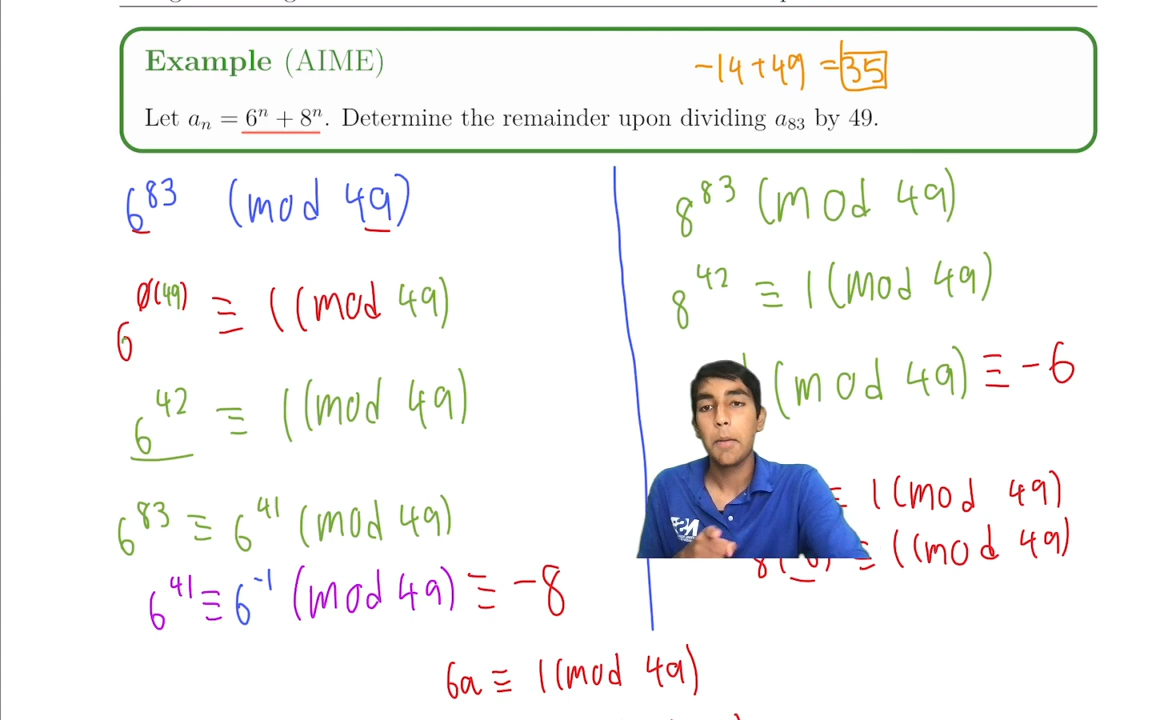 Example (AIME)
−14+49 = 35
Let aₙ = 6ⁿ + 8ⁿ. Determine the remainder upon dividing a₈₃ by 49.
6⁸³ (mod 49)
6^ø(49) ≡ 1 (mod 49)
6⁴² ≡ 1 (mod 49)
6⁸³ ≡ 6⁴¹ (mod 49)
6⁴¹ ≡ 6⁻¹ (mod 49) ≡ −8
8⁸³ (mod 49)
8⁴² ≡ 1 (mod 49)
(mod 49) ≡ −6
≡ 1 (mod 49)
≡ 1 (mod 49)
6a ≡ 1 (mod 49)